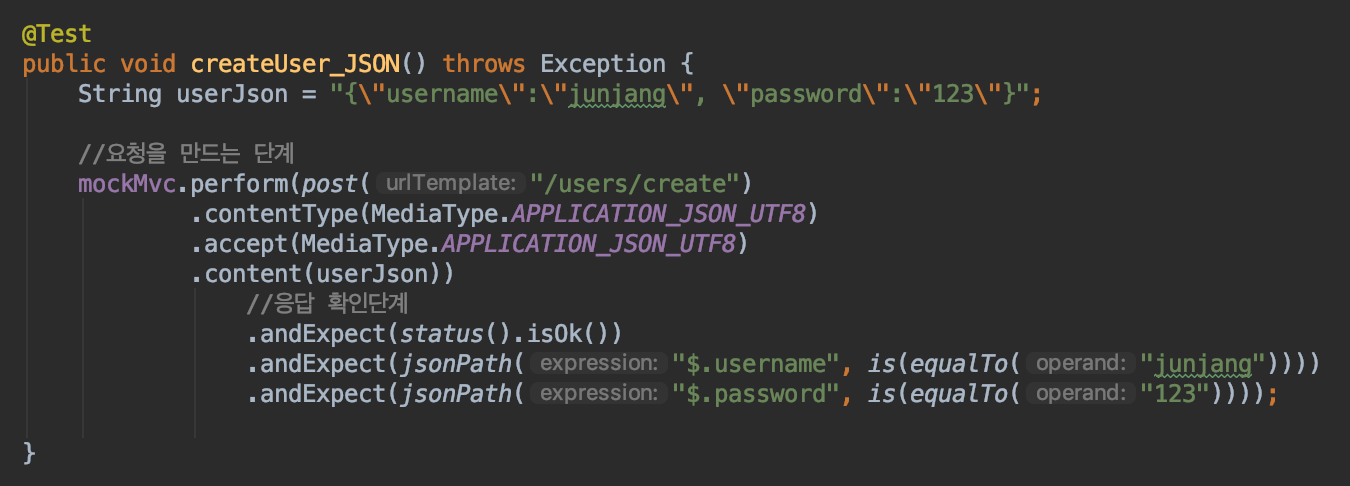 @Test
public void createUser_JSON() throws Exception {
String userJson = "{\"username\":\"junjang\", \"password\":\"123\"}";
//요청을 만드는 단계
mockMvc.perform(post( urlTemplate: "/users/create")
.contentType(MediaType.APPLICATION_JSON_UTF8)
.accept(MediaType.APPLICATION_JSON_UTF8)
.content(userJson))
//응답 확인단계
.andExpect(status().isOk())
.andExpect(jsonPath( expression: "$.username", is(equalTo( operand: "junjang"))))
.andExpect(jsonPath( expression: "$.password", is(equalTo( operand: "123"))));
}